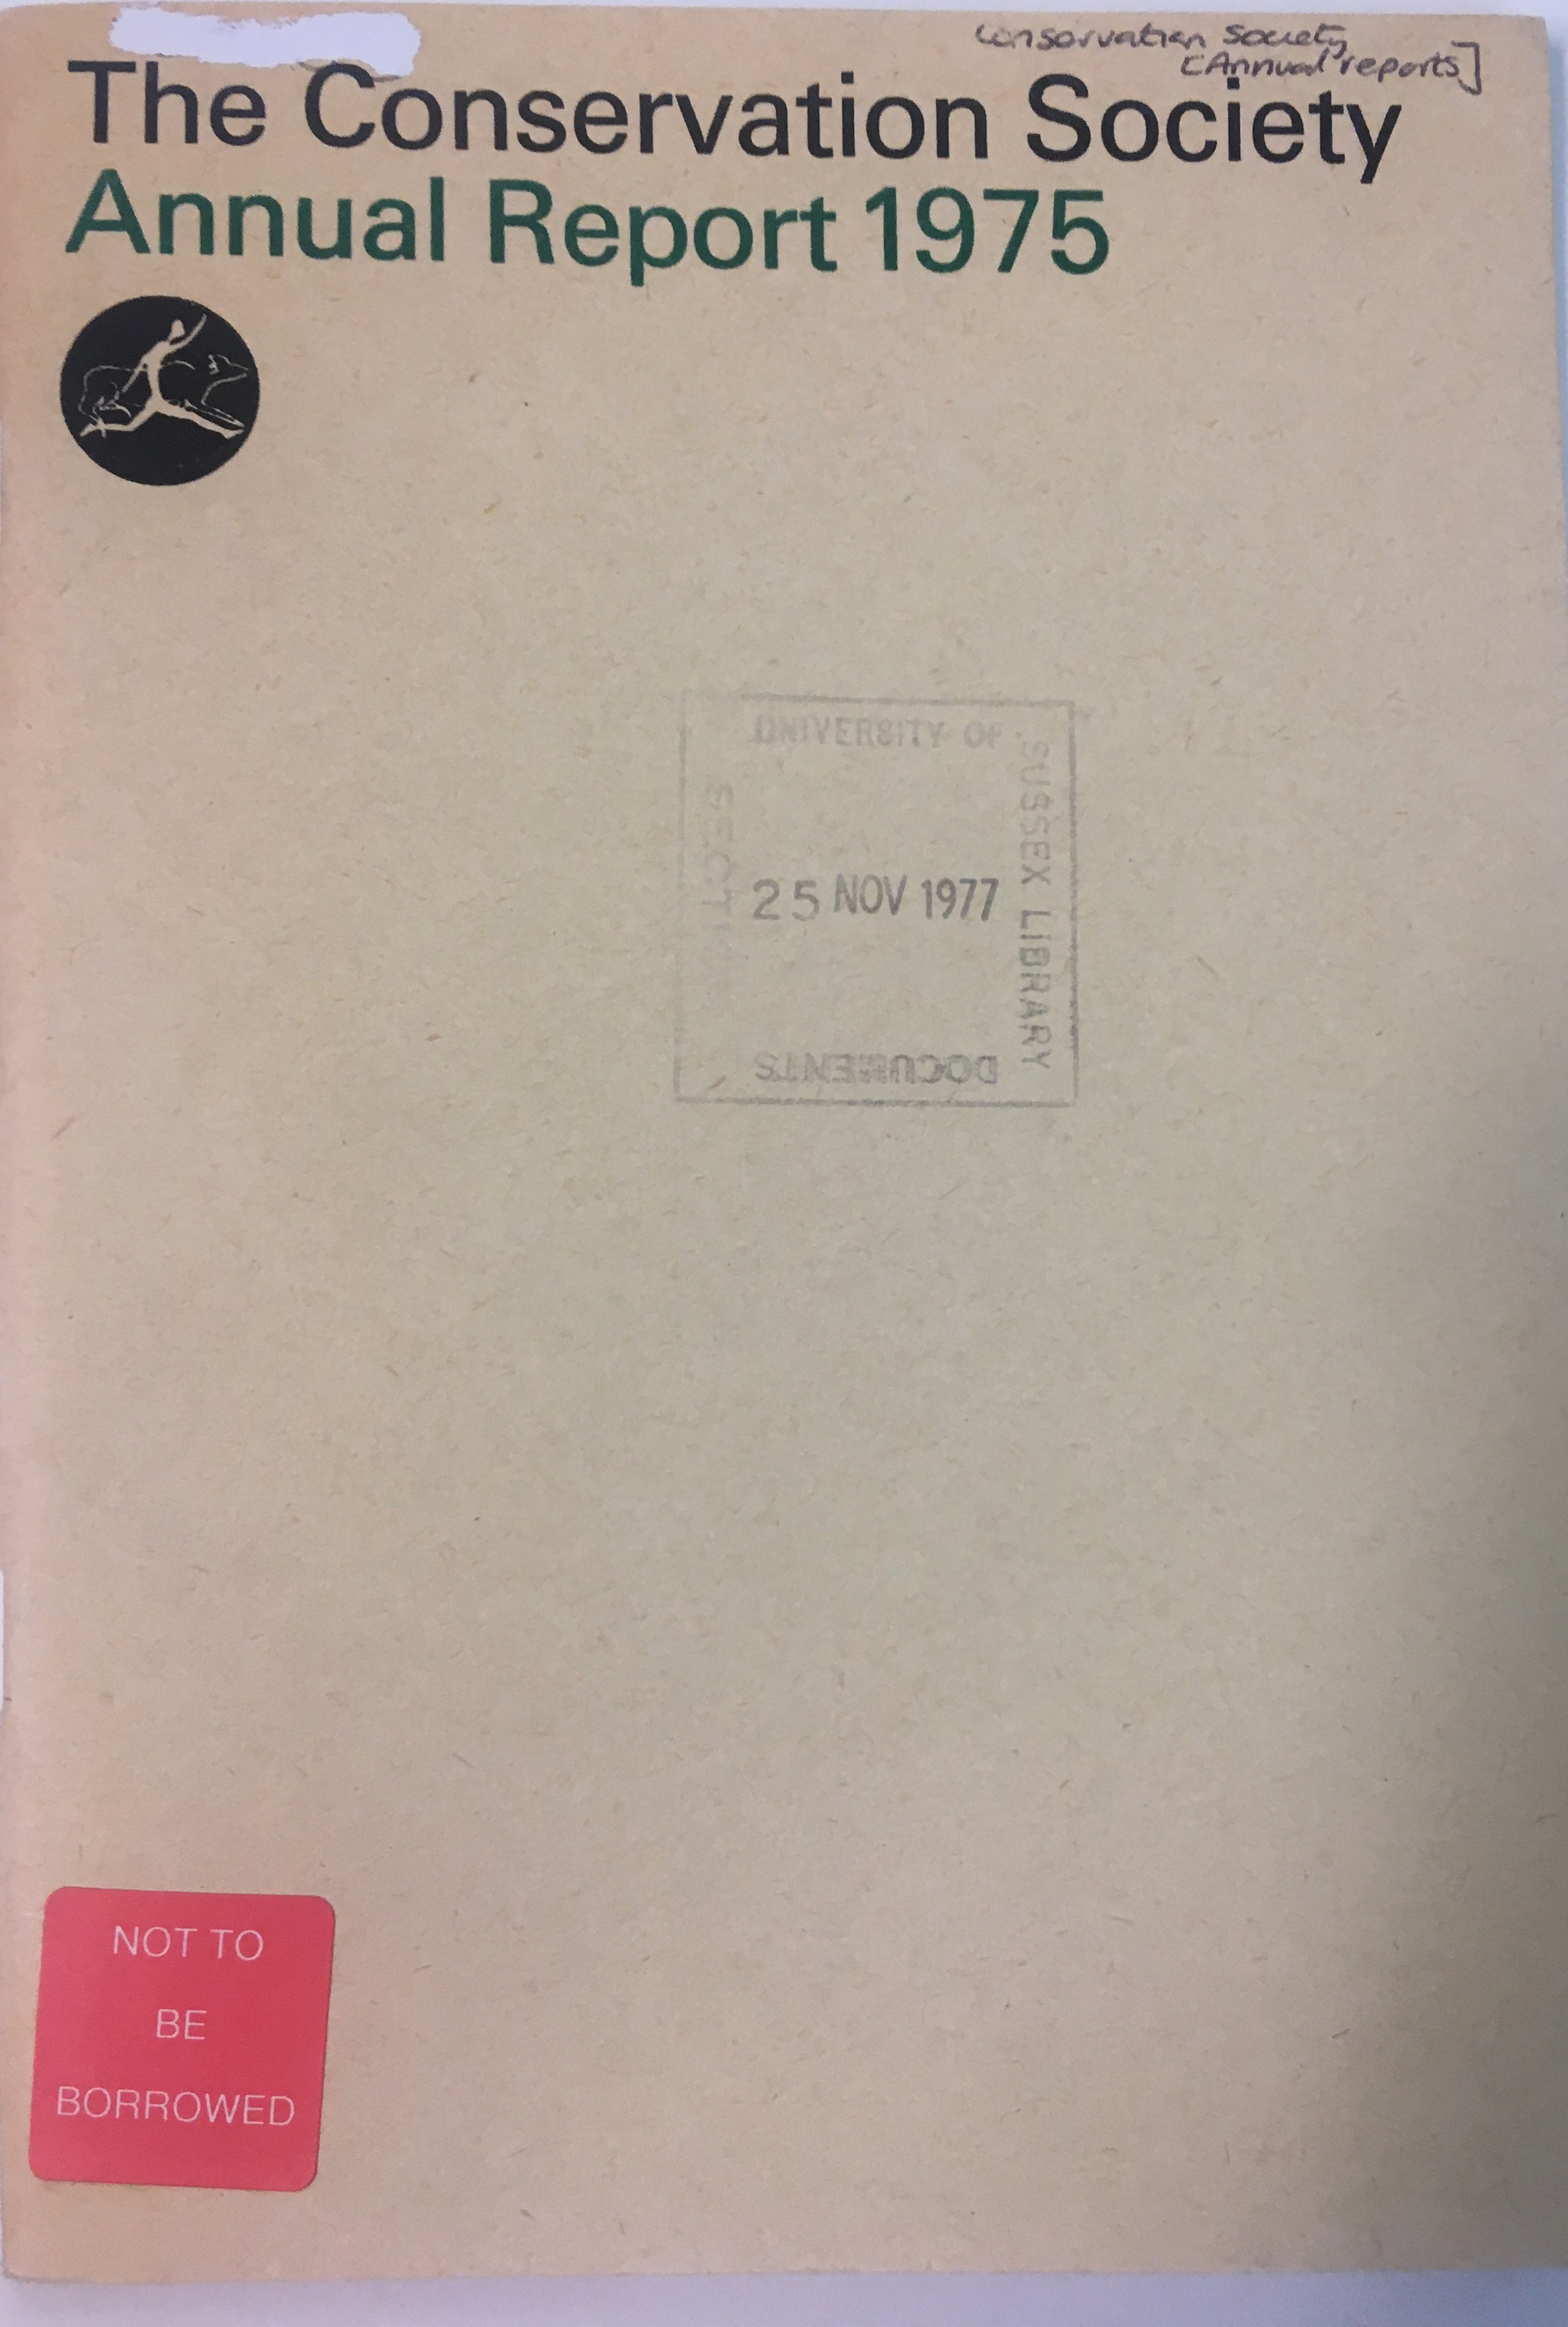 Conservation Society
[Annual reports]
The Conservation Society
Annual Report 1975
UNIVERSITY OF
SUSSEX LIBRARY
DOCUMENTS
25 NOV 1977
NOT TO
BE
BORROWED